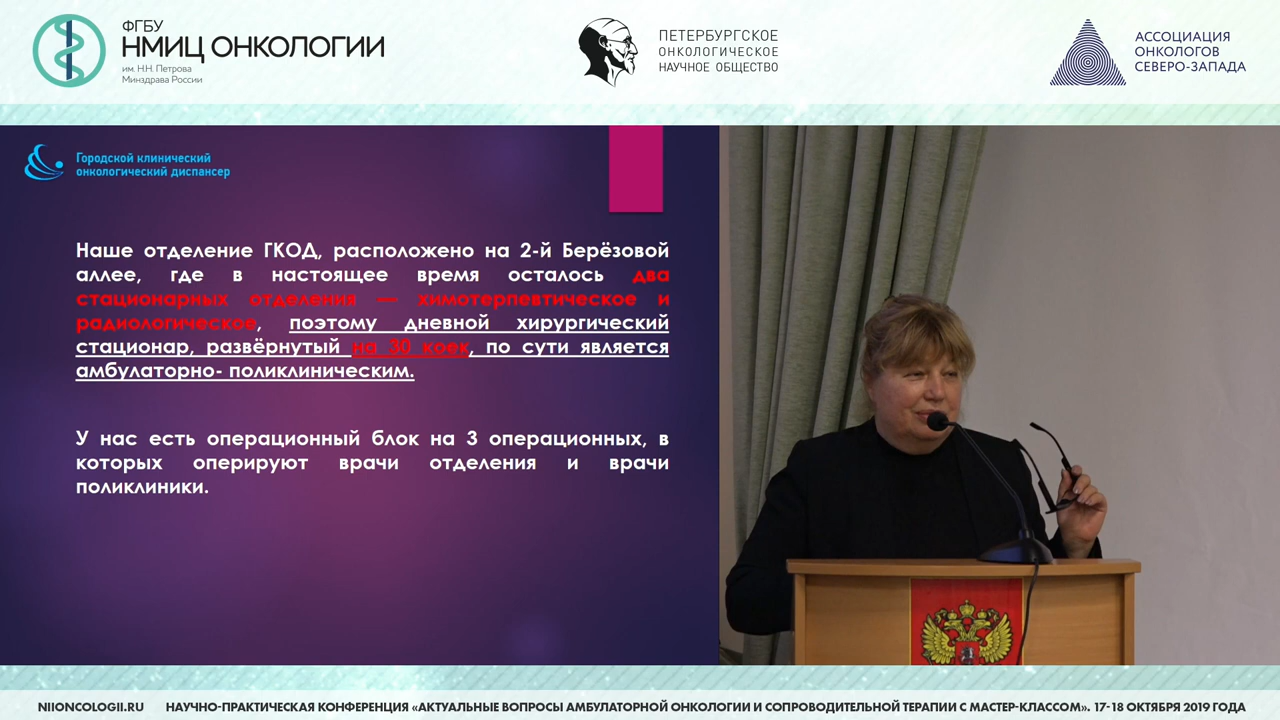 ФГБУ
НМИЦ ОНКОЛОГИИ
им. Н.Н. Петрова
Минздрава России
ПЕТЕРБУРГСКОЕ
ОНКОЛОГИЧЕСКОЕ
НАУЧНОЕ ОБЩЕСТВО
АССОЦИАЦИЯ
ОНКОЛОГОВ
СЕВЕРО-ЗАПАДА
Городской клинический
онкологический диспансер
Наше отделение ГКОД, расположено на 2-й Берёзовой
аллее, где в настоящее время осталось два
стационарных отделения — химотерпевтическое и
радиологическое, поэтому дневной хирургический
стационар, развёрнутый на 30 коек, по сути является
амбулаторно- поликлиническим.
У нас есть операционный блок на 3 операционных, в
которых оперируют врачи отделения и врачи
поликлиники.
NIIONCOLOGII.RU НАУЧНО-ПРАКТИЧЕСКАЯ КОНФЕРЕНЦИЯ «АКТУАЛЬНЫЕ ВОПРОСЫ АМБУЛАТОРНОЙ ОНКОЛОГИИ И СОПРОВОДИТЕЛЬНОЙ ТЕРАПИИ С МАСТЕР-КЛАССОМ». 17-18 ОКТЯБРЯ 2019 ГОДА